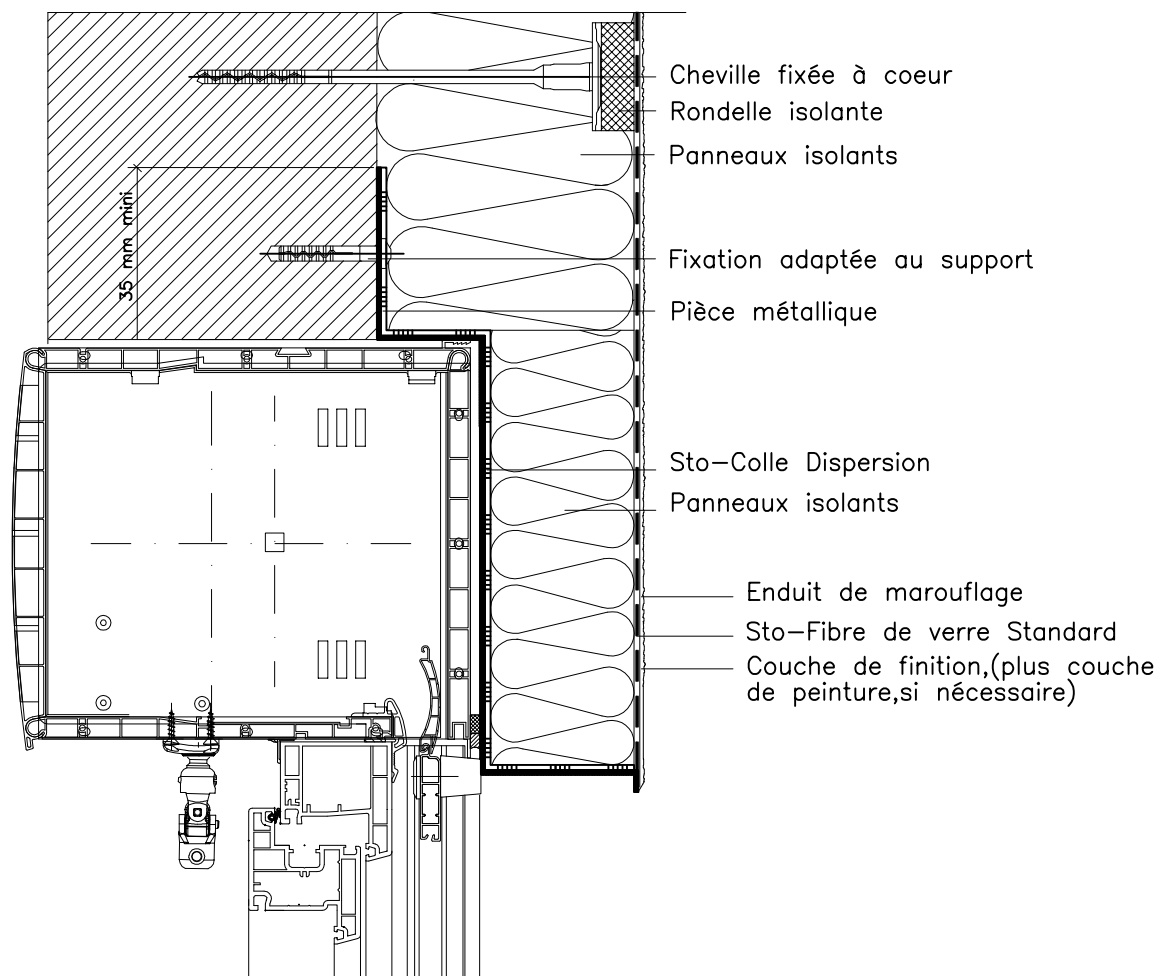 Cheville fixée à coeur
Rondelle isolante
Panneaux isolants
35 mm mini
Fixation adaptée au support
Pièce métallique
Sto-Colle Dispersion
Panneaux isolants
Enduit de marouflage
Sto-Fibre de verre Standard
Couche de finition,(plus couche
de peinture,si nécessaire)